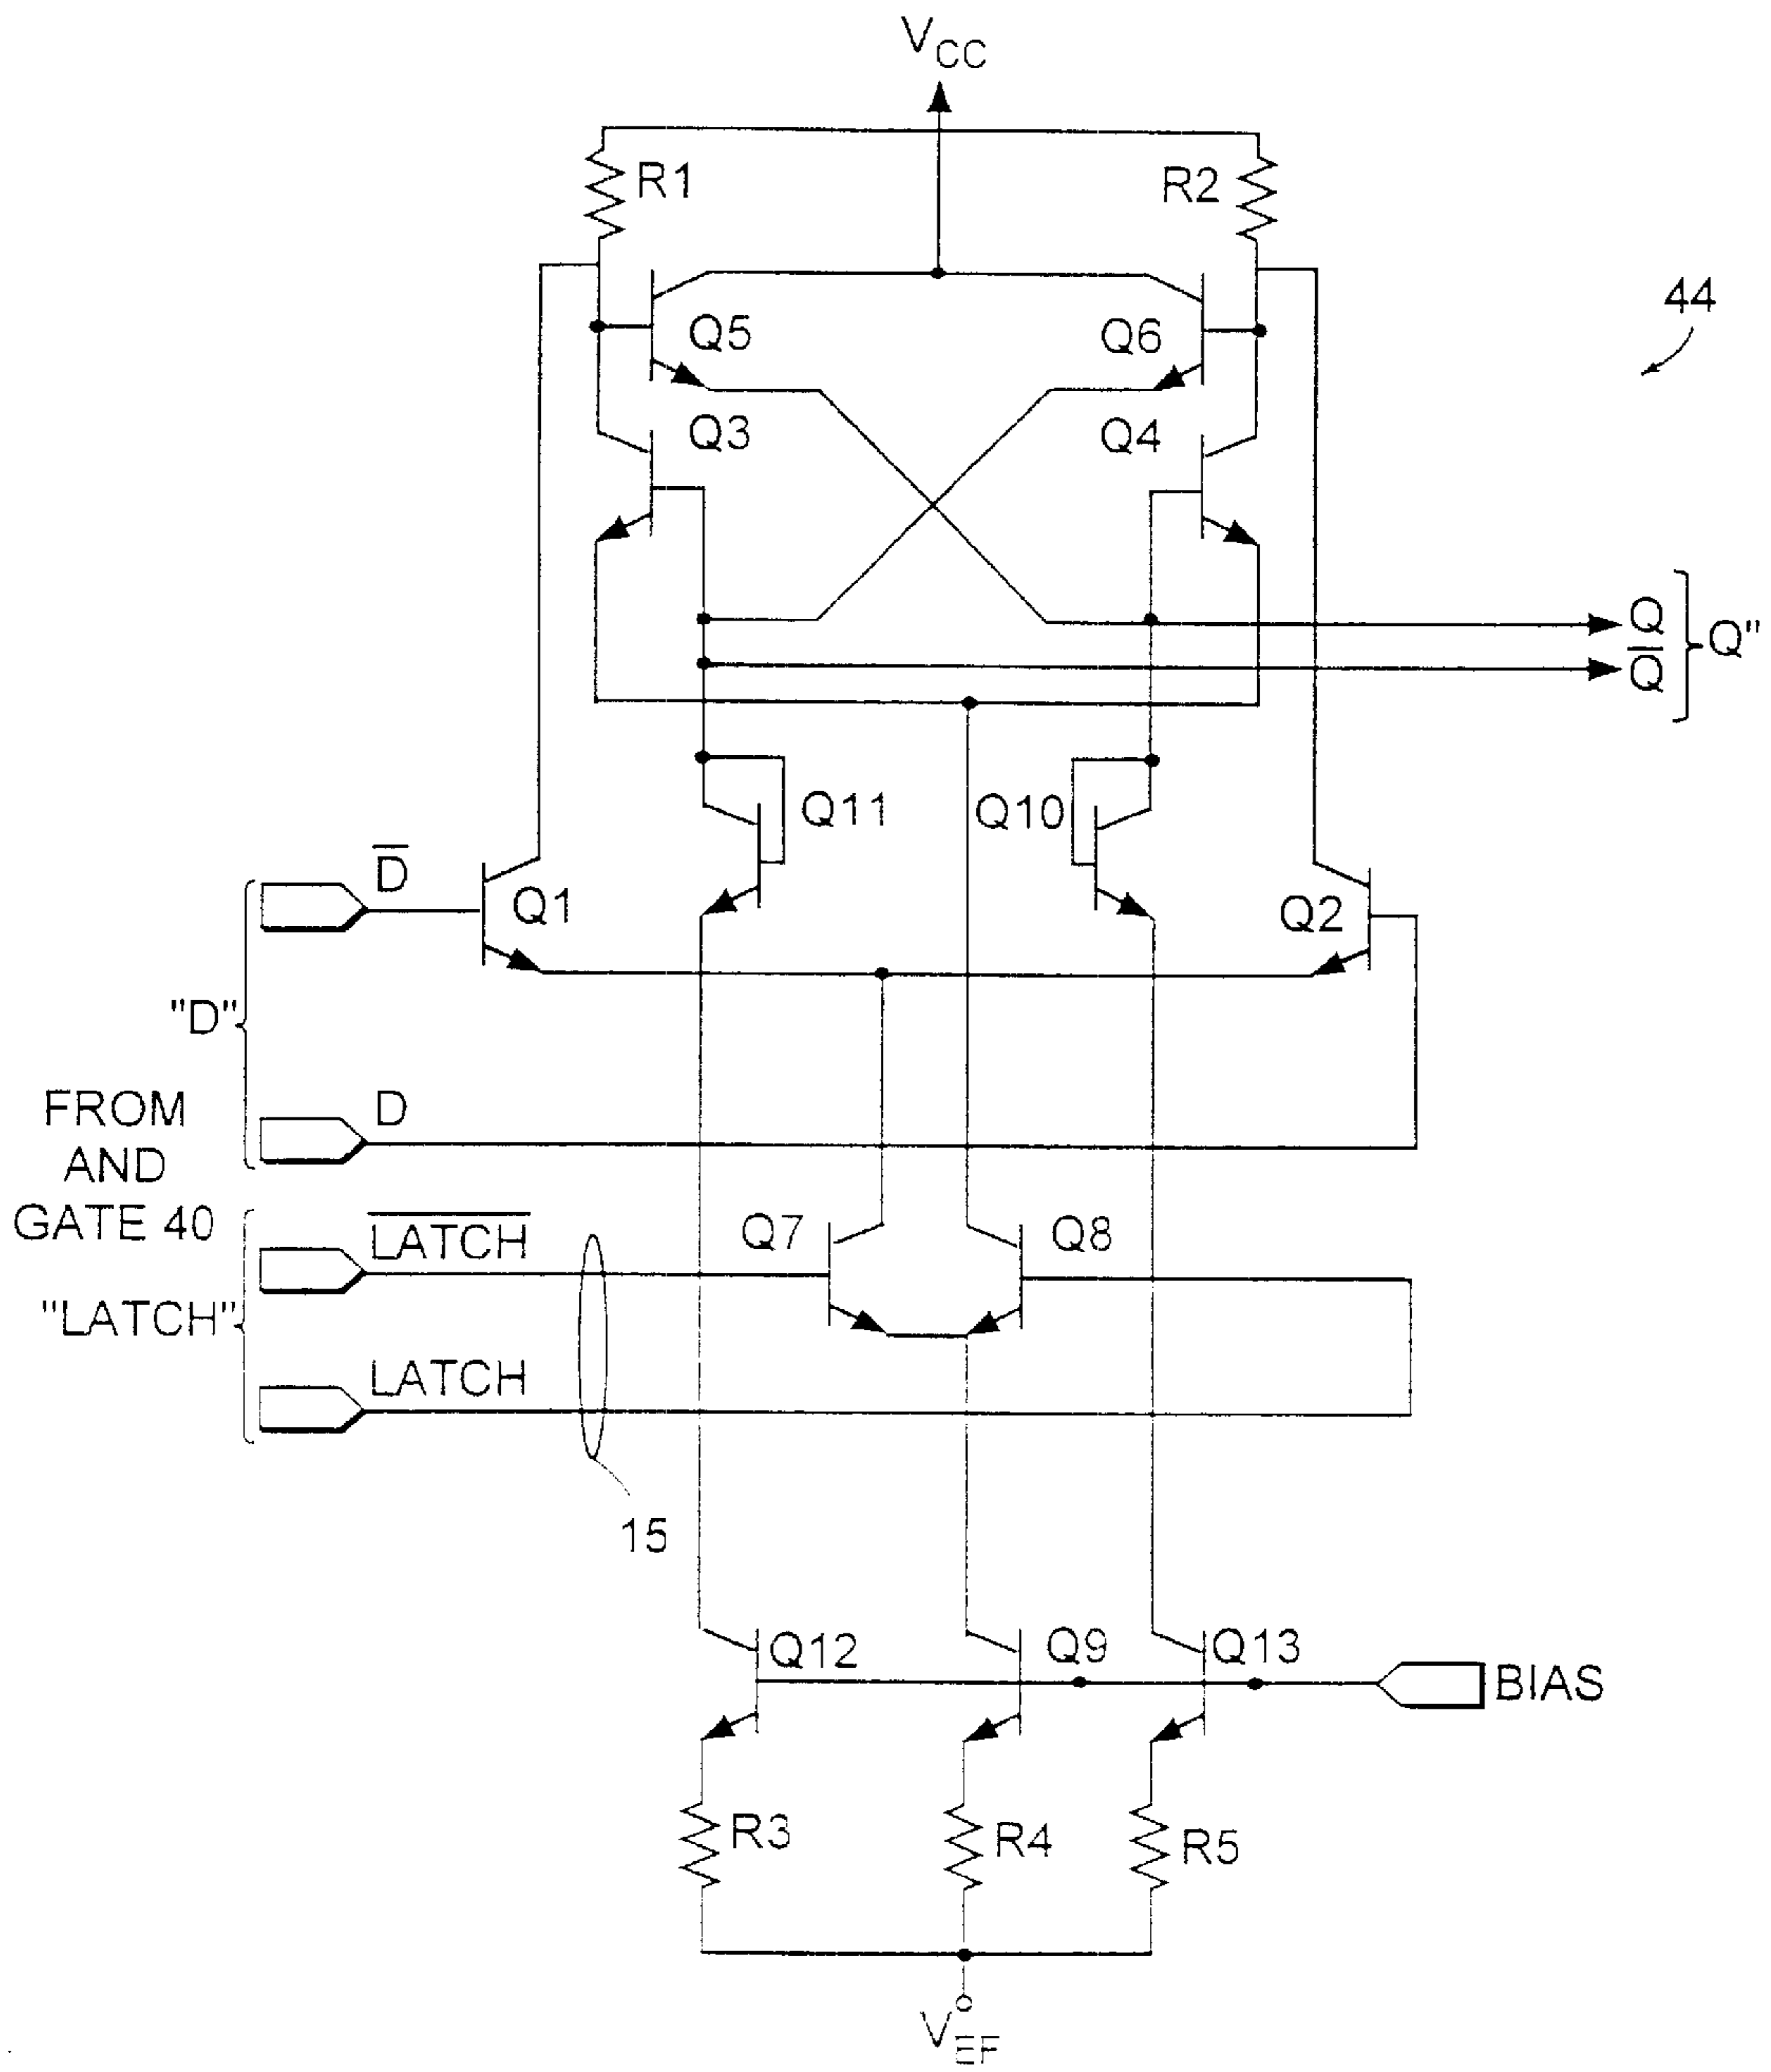 VCC
R1
R2
44
Q5
Q6
Q3
Q4
Q
Q̅
Q"
Q11
Q10
D̅
Q1
Q2
"D"
D
FROM
AND
GATE 40
L̅A̅T̅C̅H̅
Q7
Q8
"LATCH"
LATCH
15
Q12
Q9
Q13
BIAS
R3
R4
R5
VEF